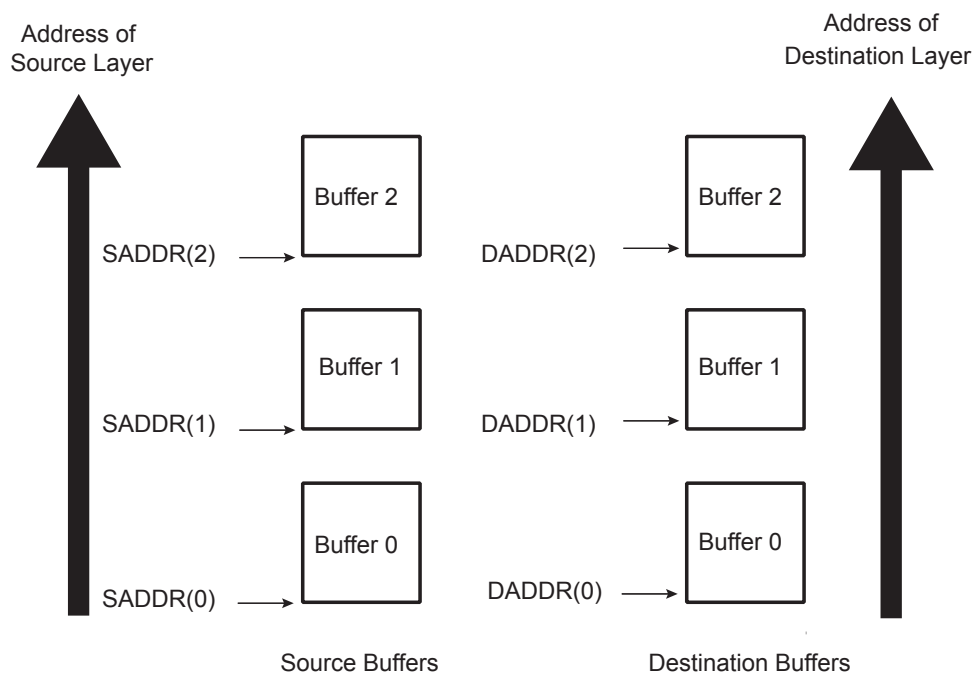 Address of
Source Layer
Address of
Destination Layer
Buffer 2
Buffer 2
SADDR(2)
DADDR(2)
Buffer 1
Buffer 1
SADDR(1)
DADDR(1)
Buffer 0
Buffer 0
SADDR(0)
DADDR(0)
Source Buffers
Destination Buffers